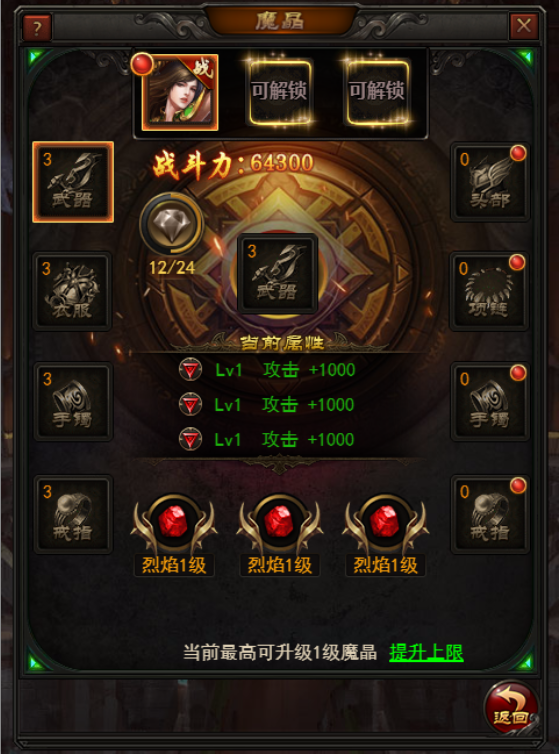 ?
魔晶
战
可解锁
可解锁
3
武器
战斗力:64300
0
头部
12/24
3
武器
3
衣服
0
项链
当前属性
Lv1 攻击 +1000
Lv1 攻击 +1000
Lv1 攻击 +1000
3
手镯
0
手镯
3
戒指
0
戒指
烈焰1级
烈焰1级
烈焰1级
当前最高可升级1级魔晶 提升上限
返回